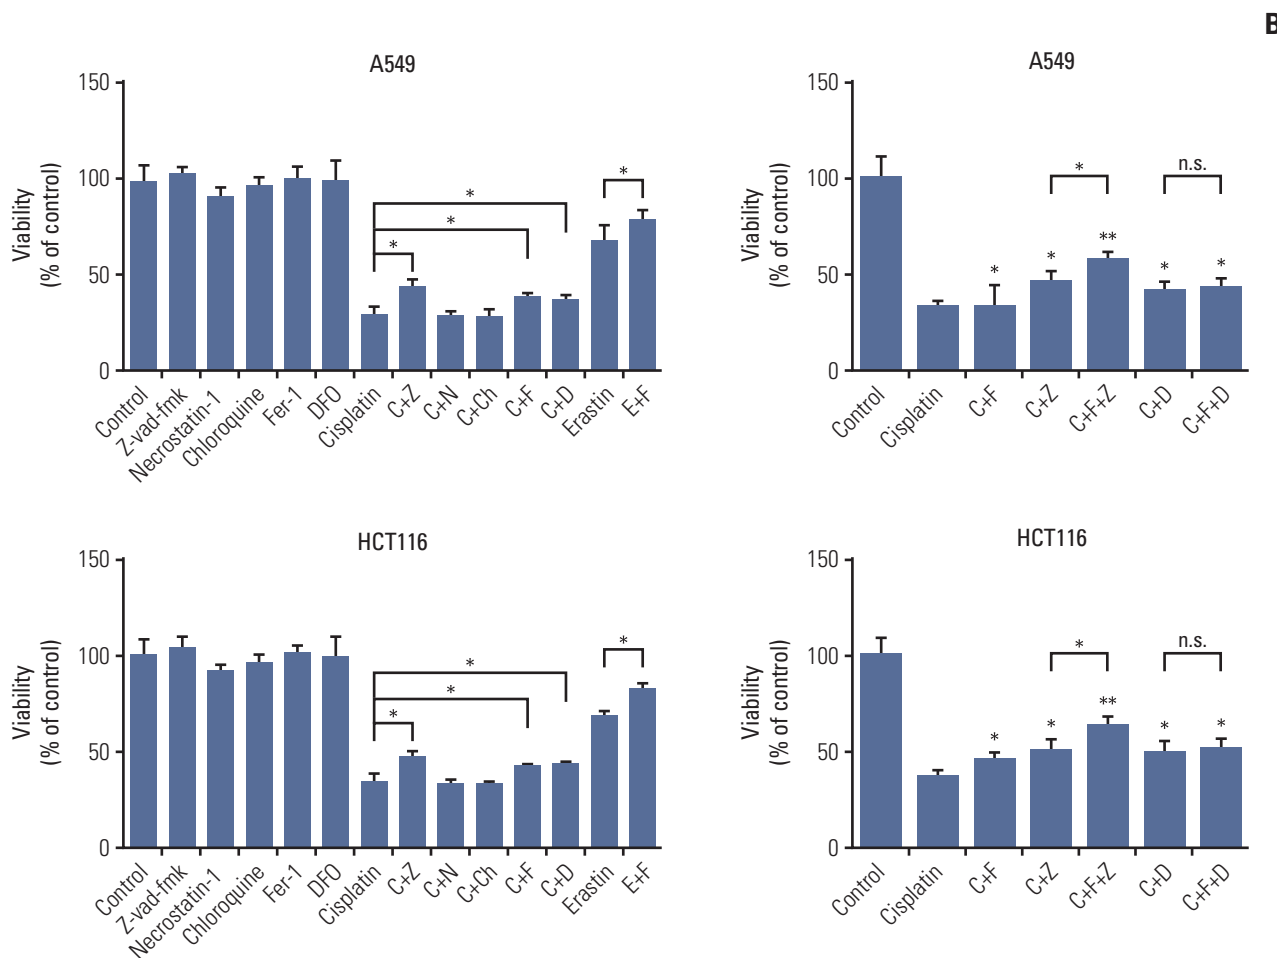 B
A549
150
100
50
0
Viability
(% of control)
*
*
*
*
Control
Z-vad-fmk
Necrostatin-1
Chloroquine
Fer-1
DFO
Cisplatin
C+Z
C+N
C+Ch
C+F
C+D
Erastin
E+F
A549
150
100
50
0
Viability
(% of control)
*
n.s.
*
*
**
*
*
Control
Cisplatin
C+F
C+Z
C+F+Z
C+D
C+F+D
HCT116
150
100
50
0
Viability
(% of control)
*
*
*
*
Control
Z-vad-fmk
Necrostatin-1
Chloroquine
Fer-1
DFO
Cisplatin
C+Z
C+N
C+Ch
C+F
C+D
Erastin
E+F
HCT116
150
100
50
0
Viability
(% of control)
*
n.s.
*
*
**
*
*
Control
Cisplatin
C+F
C+Z
C+F+Z
C+D
C+F+D